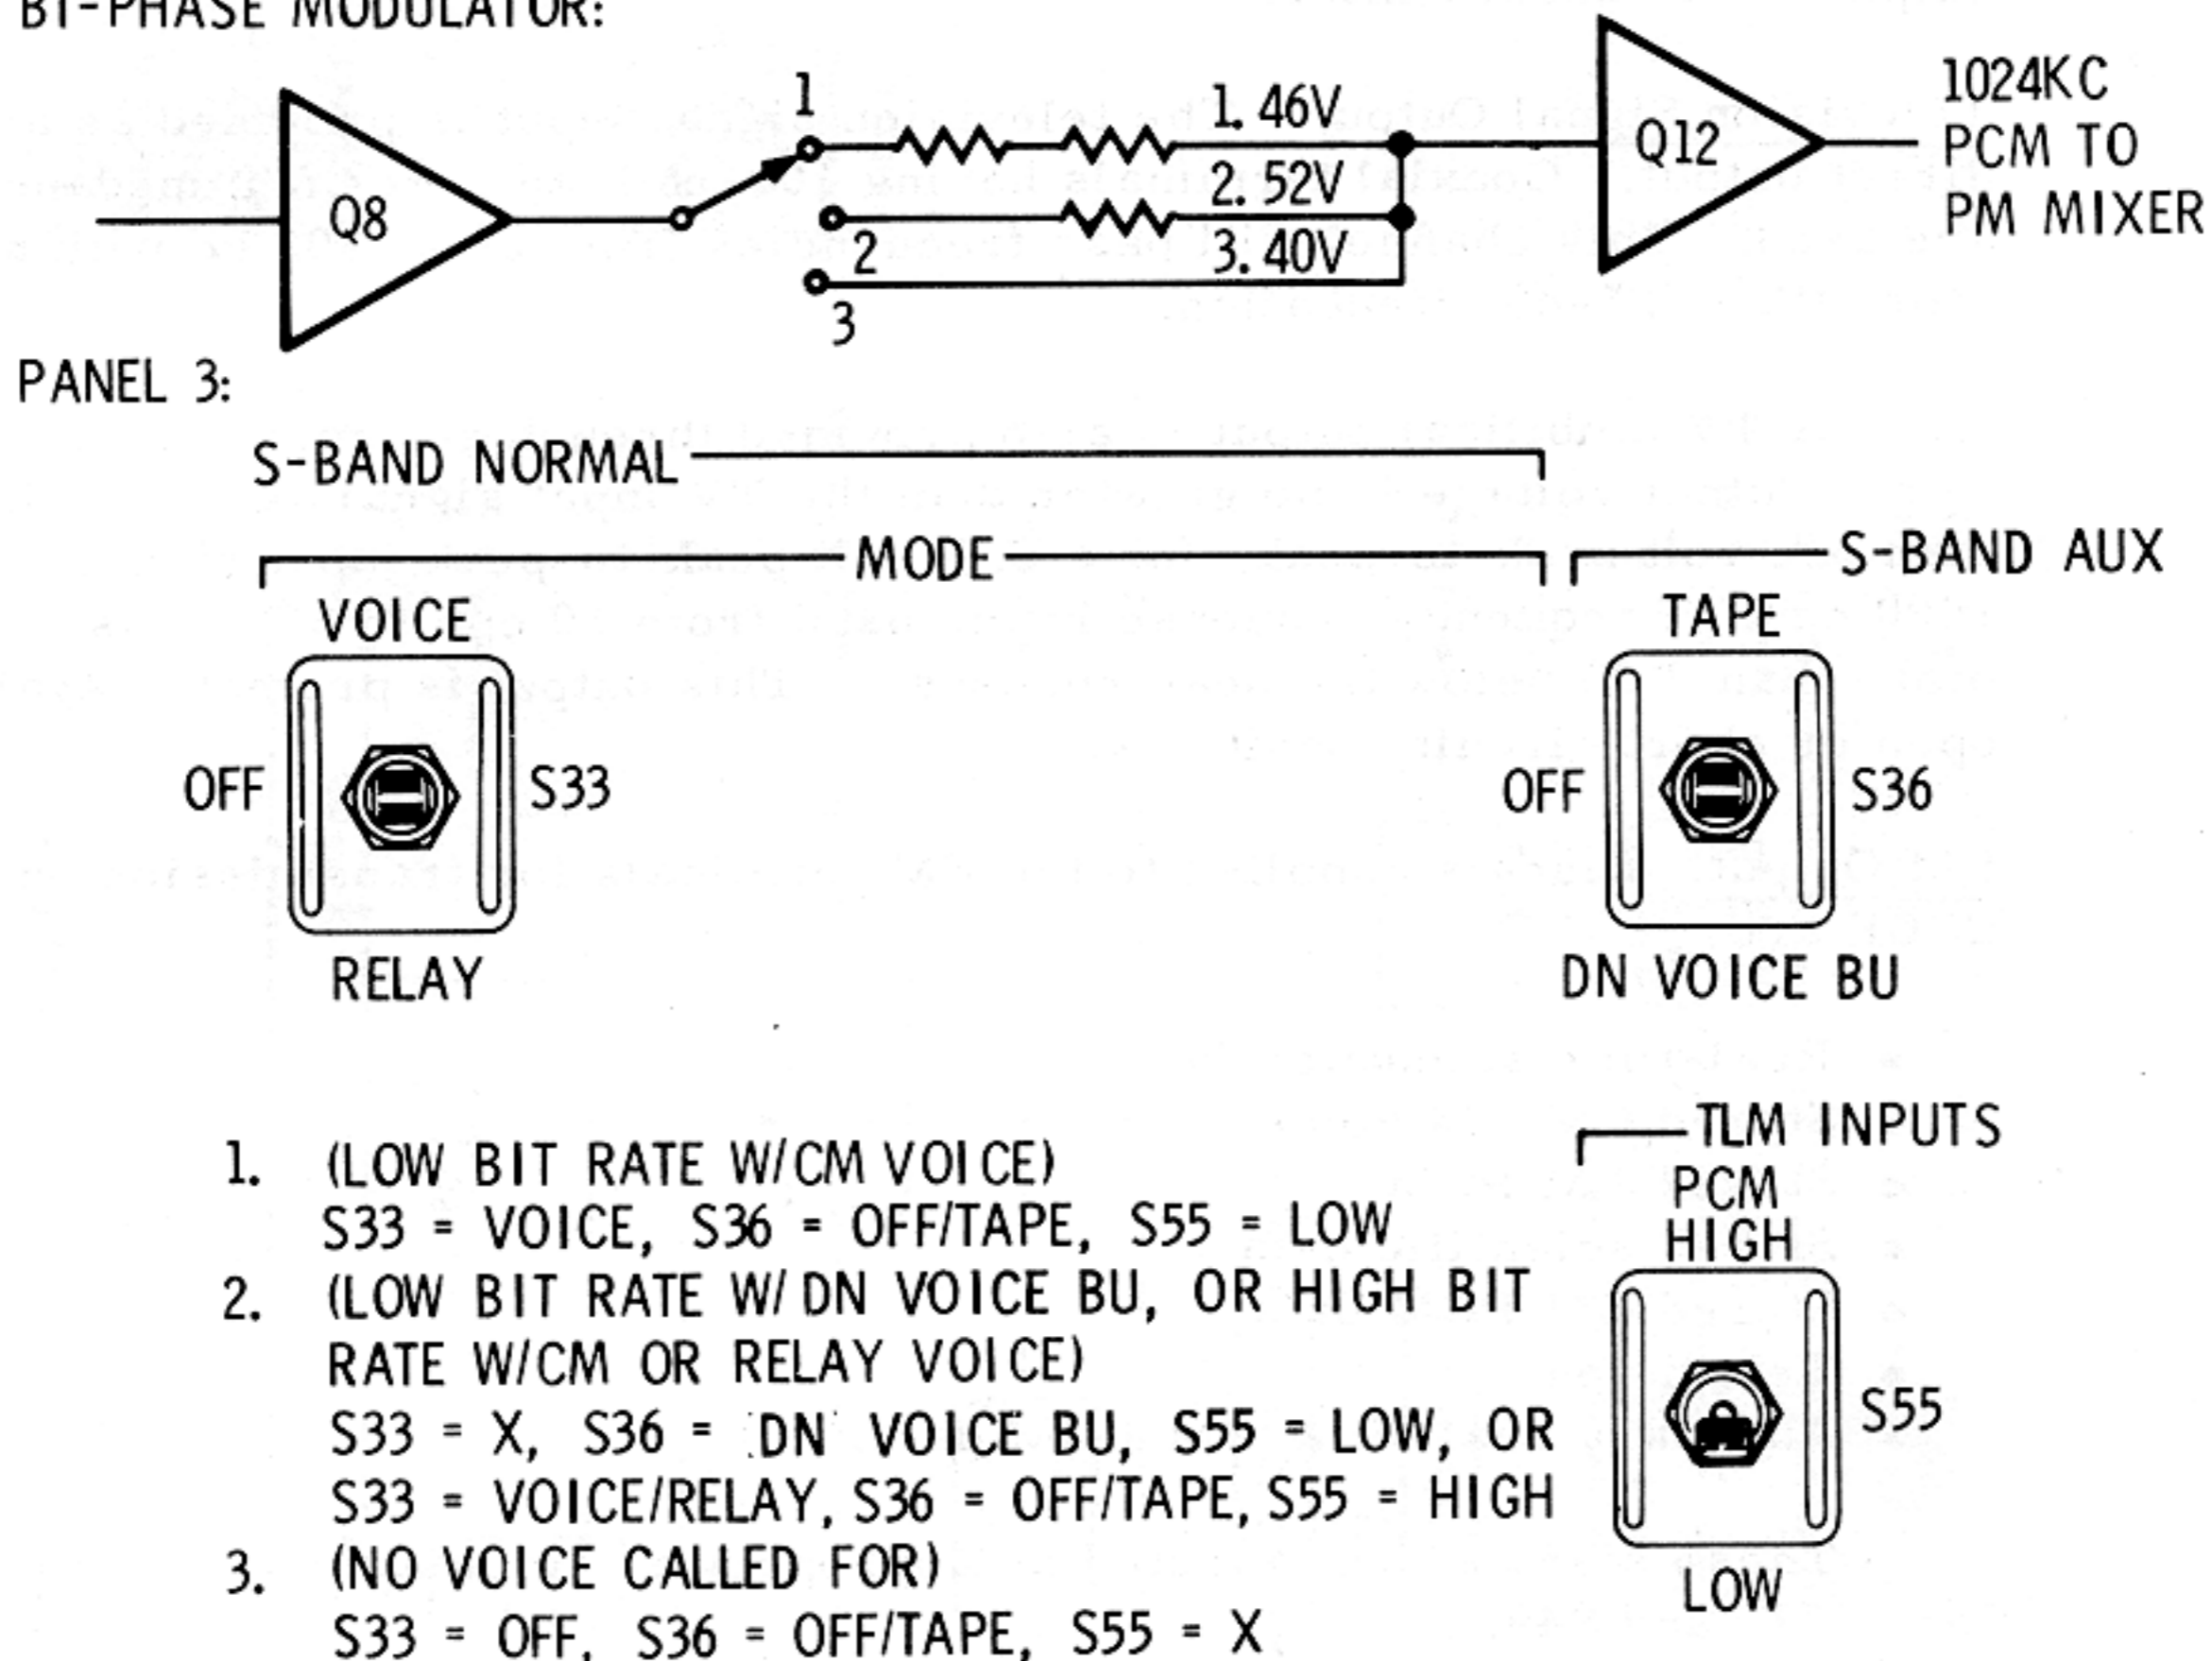 BI-PHASE MODULATOR:
1
1.46V
2.52V
3.40V
Q8
2
3
Q12
1024KC
PCM TO
PM MIXER
PANEL 3:
S-BAND NORMAL
MODE
S-BAND AUX
VOICE
OFF
S33
RELAY
TAPE
OFF
S36
DN VOICE BU
TLM INPUTS
PCM
HIGH
S55
LOW
1. (LOW BIT RATE W/CM VOICE)
S33 = VOICE, S36 = OFF/TAPE, S55 = LOW
2. (LOW BIT RATE W/DN VOICE BU, OR HIGH BIT
RATE W/CM OR RELAY VOICE)
S33 = X, S36 = DN VOICE BU, S55 = LOW, OR
S33 = VOICE/RELAY, S36 = OFF/TAPE, S55 = HIGH
3. (NO VOICE CALLED FOR)
S33 = OFF, S36 = OFF/TAPE, S55 = X